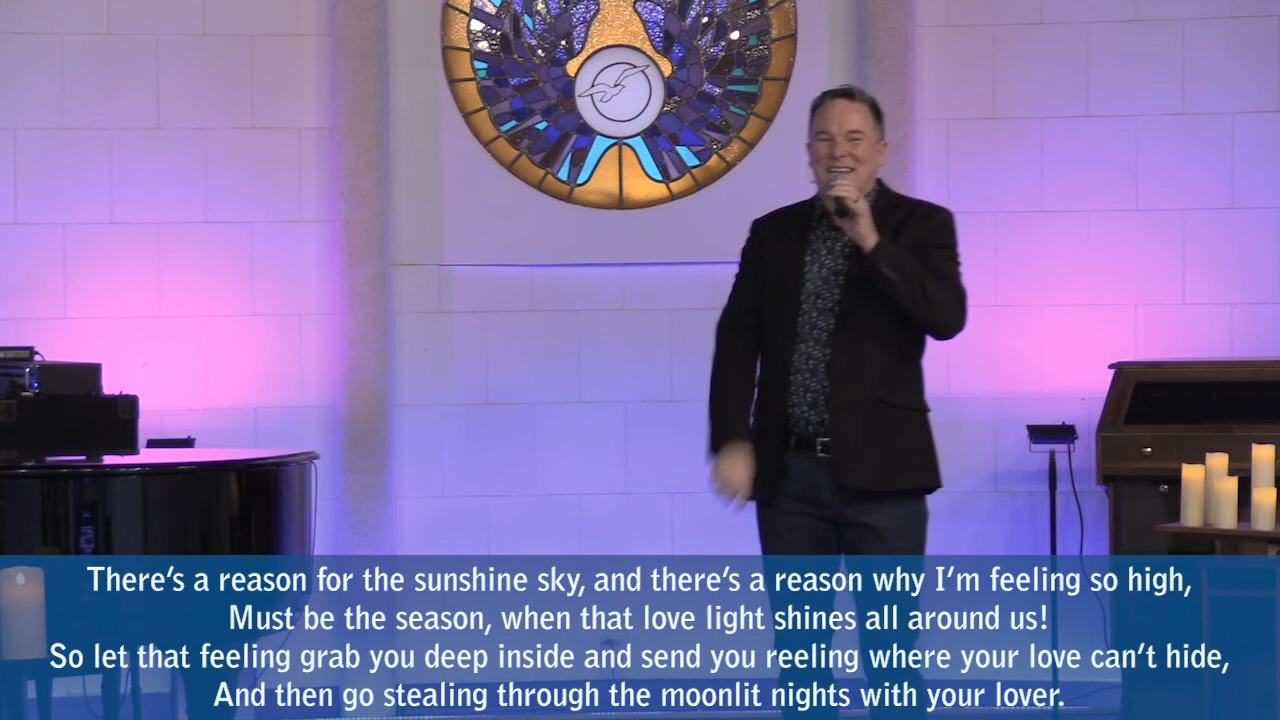 There's a reason for the sunshine sky, and there's a reason why I'm feeling so high,
Must be the season, when that love light shines all around us!
So let that feeling grab you deep inside and send you reeling where your love can't hide,
And then go stealing through the moonlit nights with your lover.